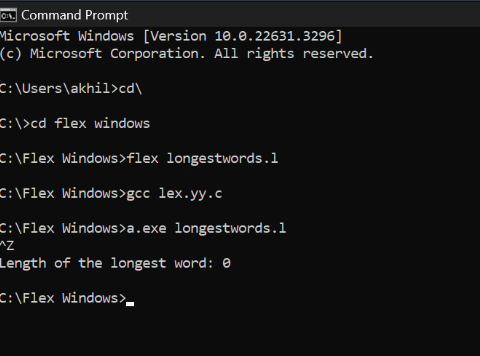 Command Prompt
Microsoft Windows [Version 10.0.22631.3296]
(c) Microsoft Corporation. All rights reserved.
C:\Users\akhil>cd\
C:\>cd flex windows
C:\Flex Windows>flex longestwords.l
C:\Flex Windows>gcc lex.yy.c
C:\Flex Windows>a.exe longestwords.l
^Z
Length of the longest word: 0
C:\Flex Windows>